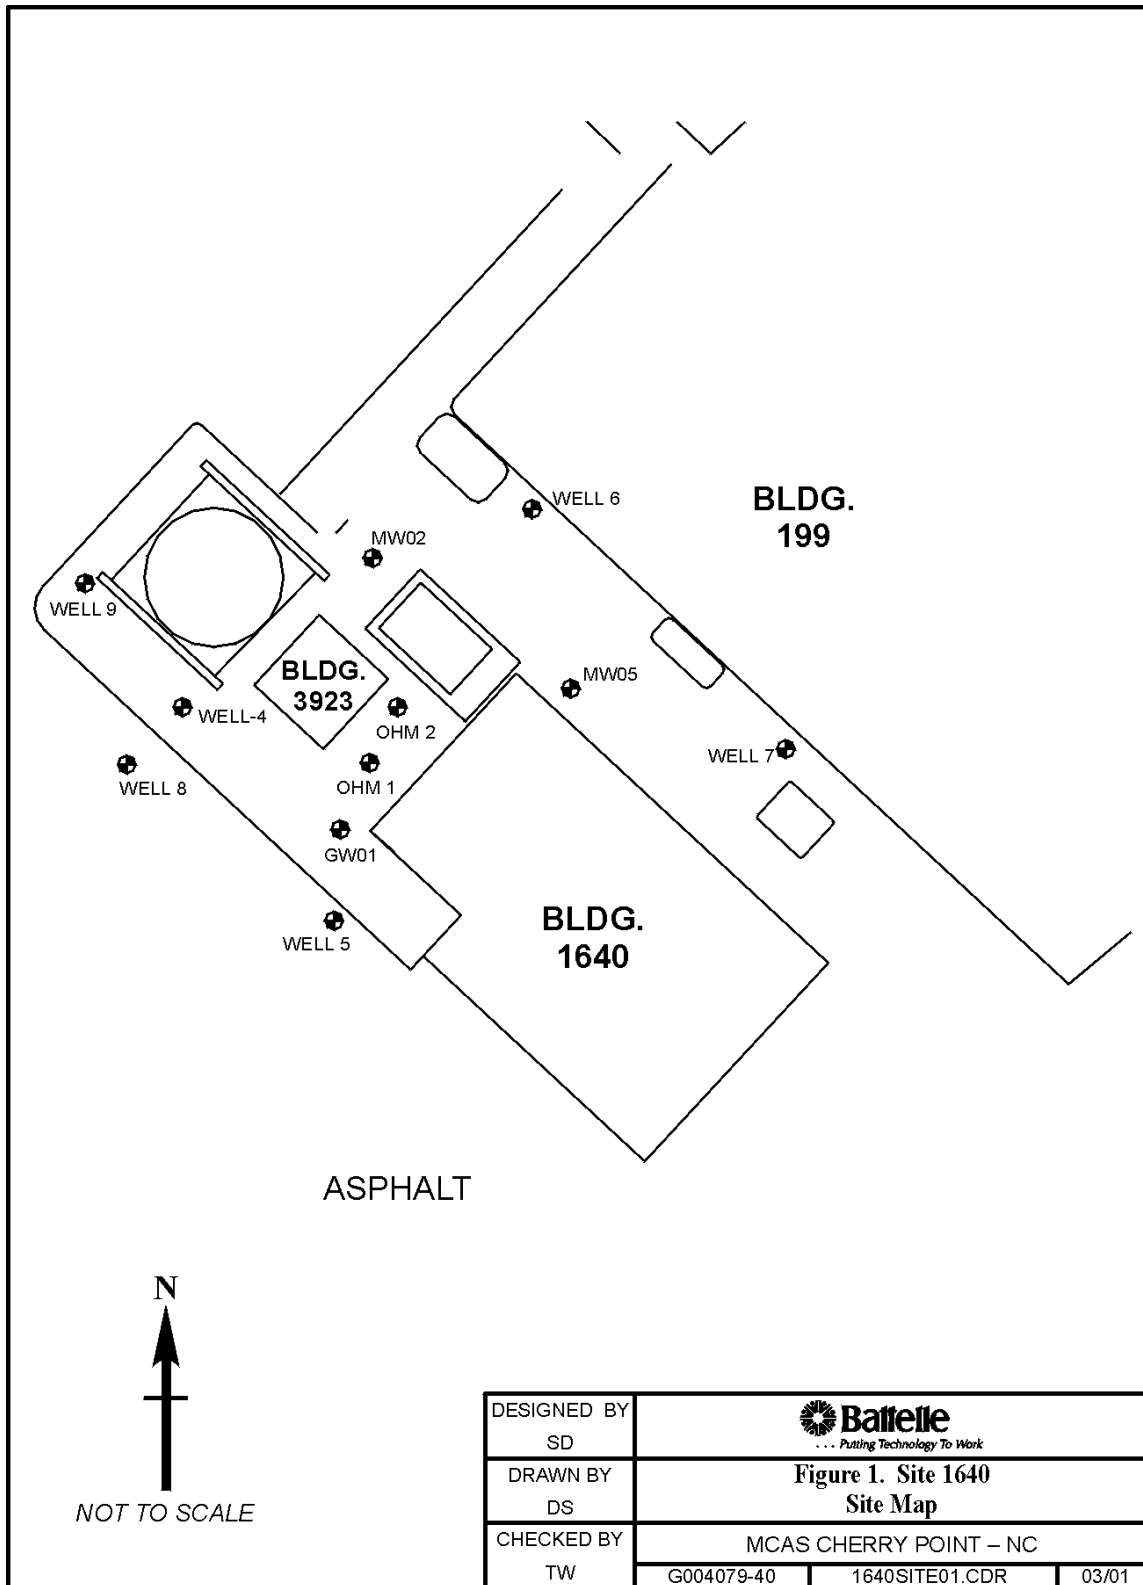 WELL 6
BLDG.
199
MW02
WELL 9
BLDG.
3923
MW05
WELL-4
OHM 2
WELL 7
WELL 8
OHM 1
GW01
WELL 5
BLDG.
1640
ASPHALT
N
NOT TO SCALE
DESIGNED BY
SD
Battelle
. . . Putting Technology To Work
DRAWN BY
DS
Figure 1. Site 1640
Site Map
CHECKED BY
TW
MCAS CHERRY POINT – NC
G004079-40 1640SITE01.CDR 03/01